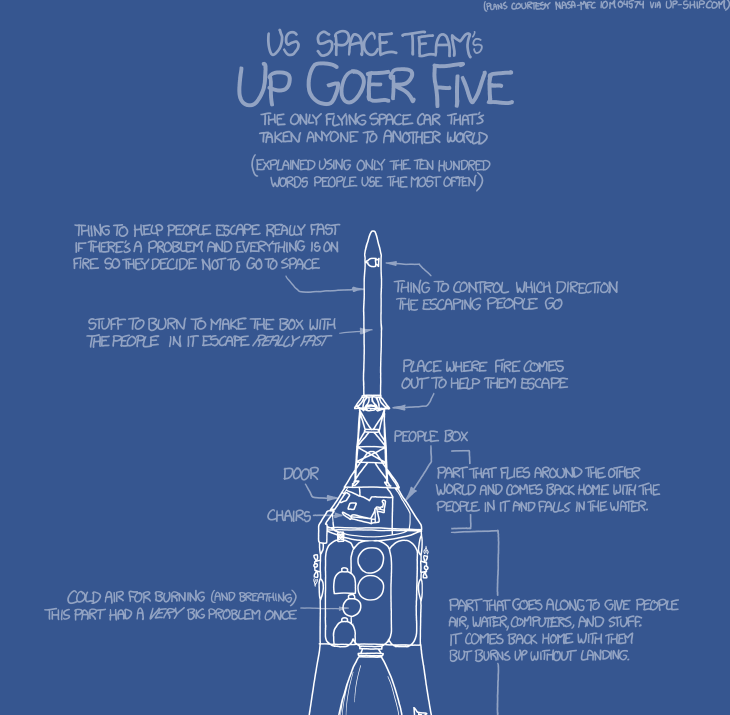 (PLANS COURTESY NASA-MFC 10M04574 VIA UP-SHIP.COM)
US SPACE TEAM'S
UP GOER FIVE
THE ONLY FLYING SPACE CAR THAT'S
TAKEN ANYONE TO ANOTHER WORLD
(EXPLAINED USING ONLY THE TEN HUNDRED
WORDS PEOPLE USE THE MOST OFTEN)
THING TO HELP PEOPLE ESCAPE REALLY FAST
IF THERE'S A PROBLEM AND EVERYTHING IS ON
FIRE SO THEY DECIDE NOT TO GO TO SPACE
THING TO CONTROL WHICH DIRECTION
THE ESCAPING PEOPLE GO
STUFF TO BURN TO MAKE THE BOX WITH
THE PEOPLE IN IT ESCAPE REALLY FAST
PLACE WHERE FIRE COMES
OUT TO HELP THEM ESCAPE
PEOPLE BOX
DOOR
PART THAT FLIES AROUND THE OTHER
WORLD AND COMES BACK HOME WITH THE
PEOPLE IN IT AND FALLS IN THE WATER.
CHAIRS
COLD AIR FOR BURNING (AND BREATHING)
THIS PART HAD A VERY BIG PROBLEM ONCE
PART THAT GOES ALONG TO GIVE PEOPLE
AIR, WATER, COMPUTERS, AND STUFF.
IT COMES BACK HOME WITH THEM
BUT BURNS UP WITHOUT LANDING.